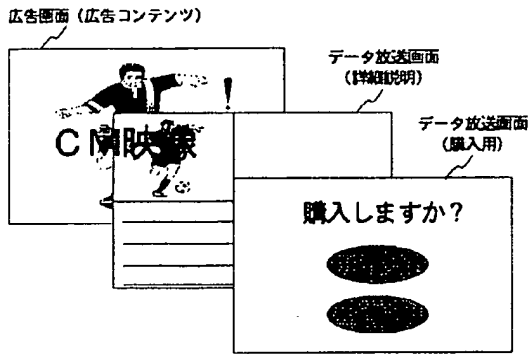 広告画面（広告コンテンツ）
データ放送画面
（詳細説明）
データ放送画面
（購入用）
CM映像
！
購入しますか？